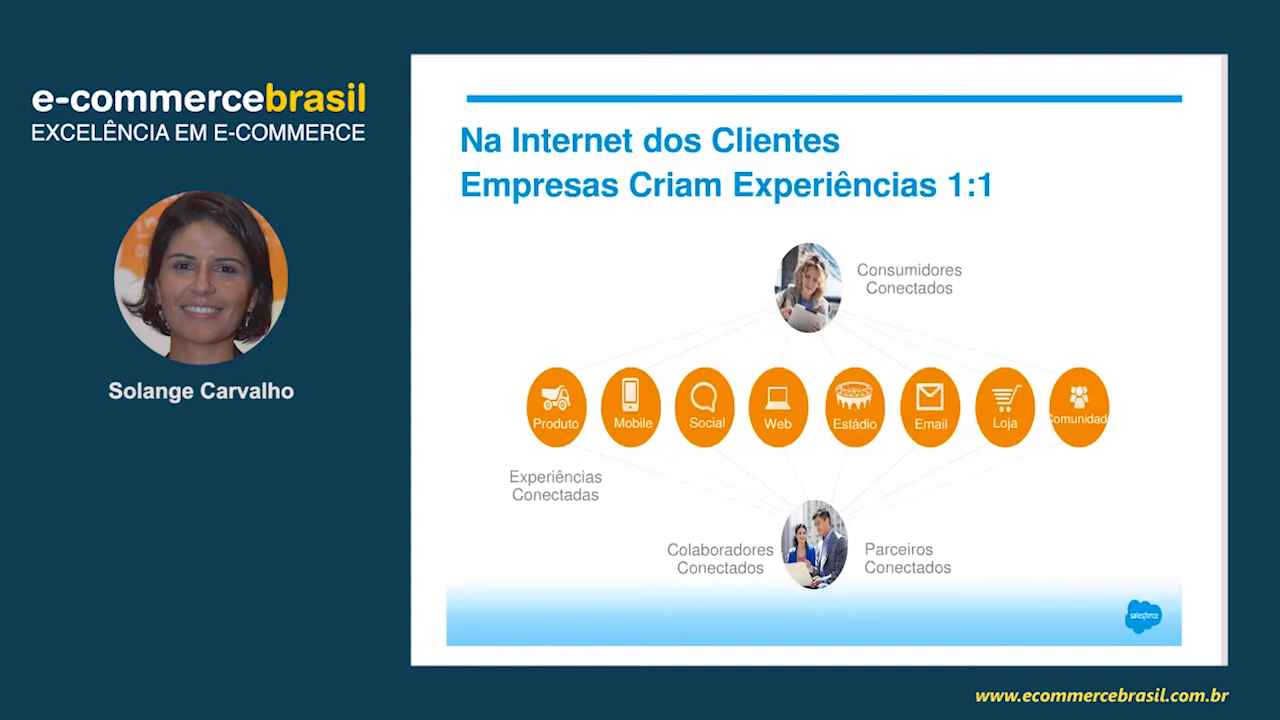 e-commercebrasil
EXCELÊNCIA EM E-COMMERCE
Solange Carvalho
Na Internet dos Clientes
Empresas Criam Experiências 1:1
Consumidores
Conectados
Produto
Mobile
Social
Web
Estádio
Email
Loja
Comunidad
Experiências
Conectadas
Colaboradores
Conectados
Parceiros
Conectados
salesforce
www.ecommercebrasil.com.br